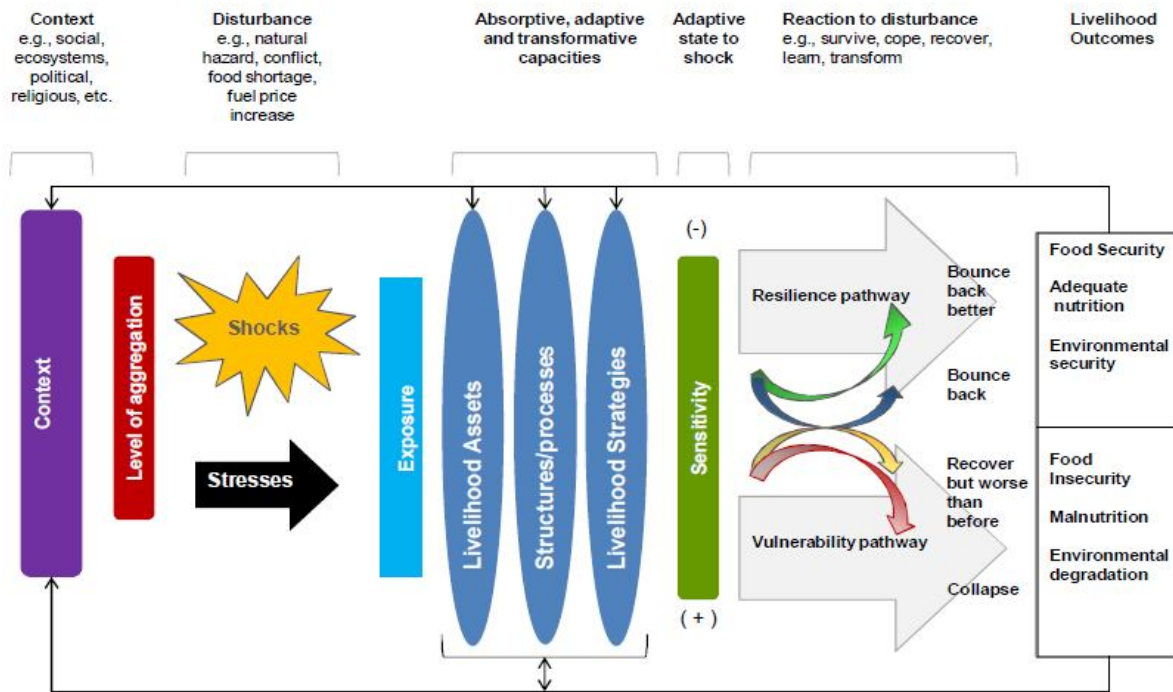 Context
e.g., social,
ecosystems,
political,
religious, etc.
Disturbance
e.g., natural
hazard, conflict,
food shortage,
fuel price
increase
Absorptive, adaptive
and transformative
capacities
Adaptive
state to
shock
Reaction to disturbance
e.g., survive, cope, recover,
learn, transform
Livelihood
Outcomes
Context
Level of aggregation
Shocks
Stresses
Exposure
Livelihood Assets
Structures/processes
Livelihood Strategies
(-)
Sensitivity
(+)
Resilience pathway
Bounce
back
better
Bounce
back
Vulnerability pathway
Recover
but worse
than
before
Collapse
Food Security
Adequate
nutrition
Environmental
security
Food
Insecurity
Malnutrition
Environmental
degradation